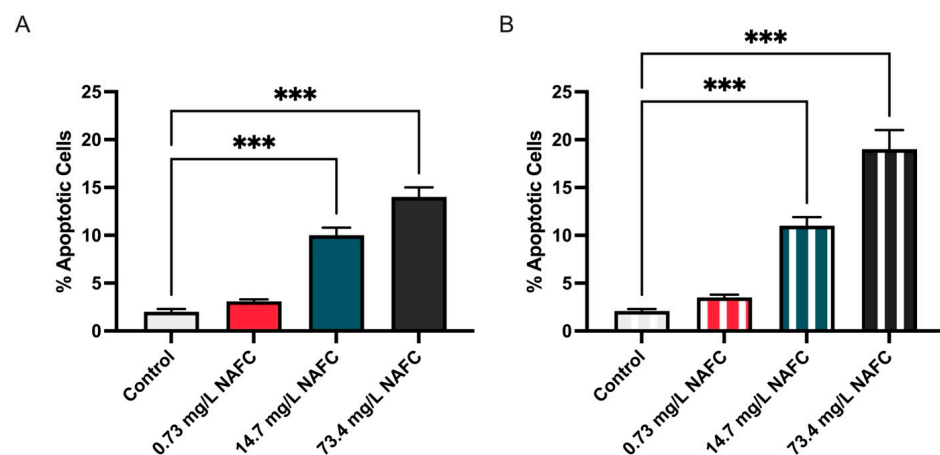 A
% Apoptotic Cells
25
20
15
10
5
0
***
***
Control
0.73 mg/L NAFC
14.7 mg/L NAFC
73.4 mg/L NAFC
B
% Apoptotic Cells
25
20
15
10
5
0
***
***
Control
0.73 mg/L NAFC
14.7 mg/L NAFC
73.4 mg/L NAFC